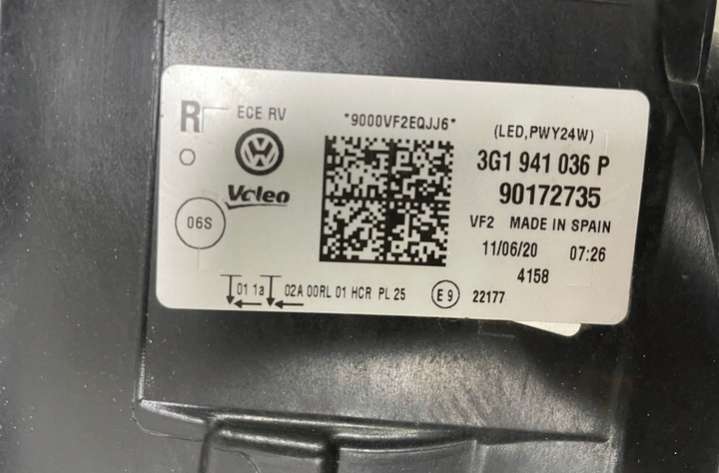 R ECE RV
*9000VF2EQJJ6*
(LED,PWY24W)
3G1 941 036 P
Valeo
90172735
06S
VF2 MADE IN SPAIN
11/06/20 07:26
4158
01 1a 02A 00RL 01 HCR PL 25 E9 22177